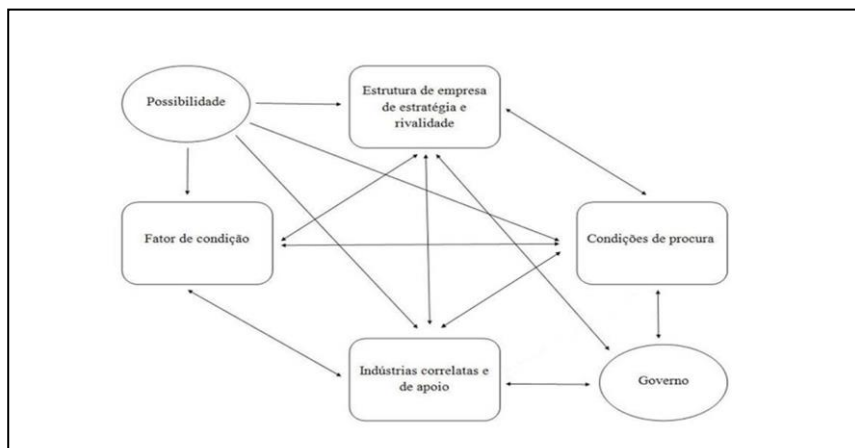 Possibilidade
Estrutura de empresa
de estratégia e
rivalidade
Fator de condição
Condições de procura
Indústrias correlatas e
de apoio
Governo